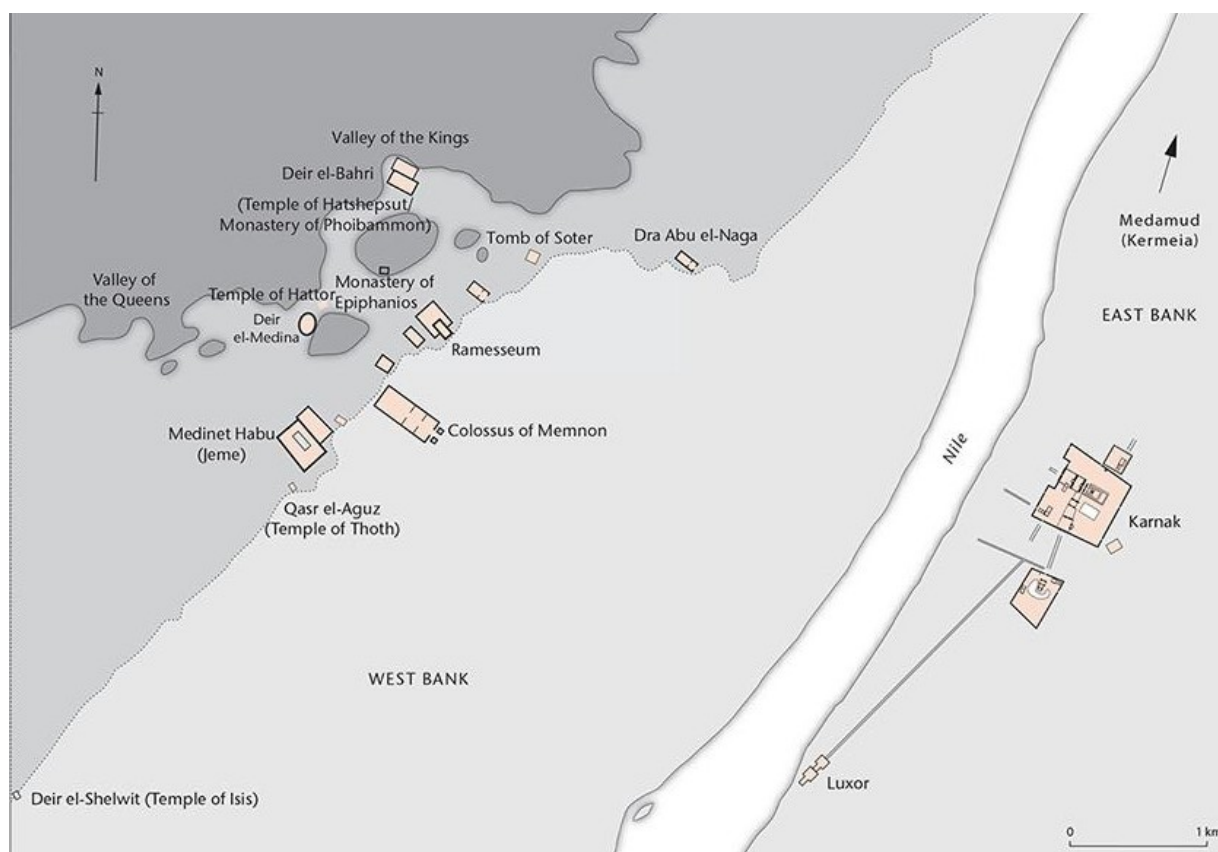 N
Valley of the Kings
Deir el-Bahri
(Temple of Hatshepsut/
Monastery of Phoibammon)
Tomb of Soter
Dra Abu el-Naga
Medamud
(Kermeia)
Valley of
the Queens
Temple of Hattor
Monastery of
Epiphanios
Deir
el-Medina
EAST BANK
Ramesseum
Medinet Habu
(Jeme)
Colossus of Memnon
Nile
Qasr el-Aguz
(Temple of Thoth)
Karnak
WEST BANK
Deir el-Shelwit (Temple of Isis)
Luxor
0 1 km